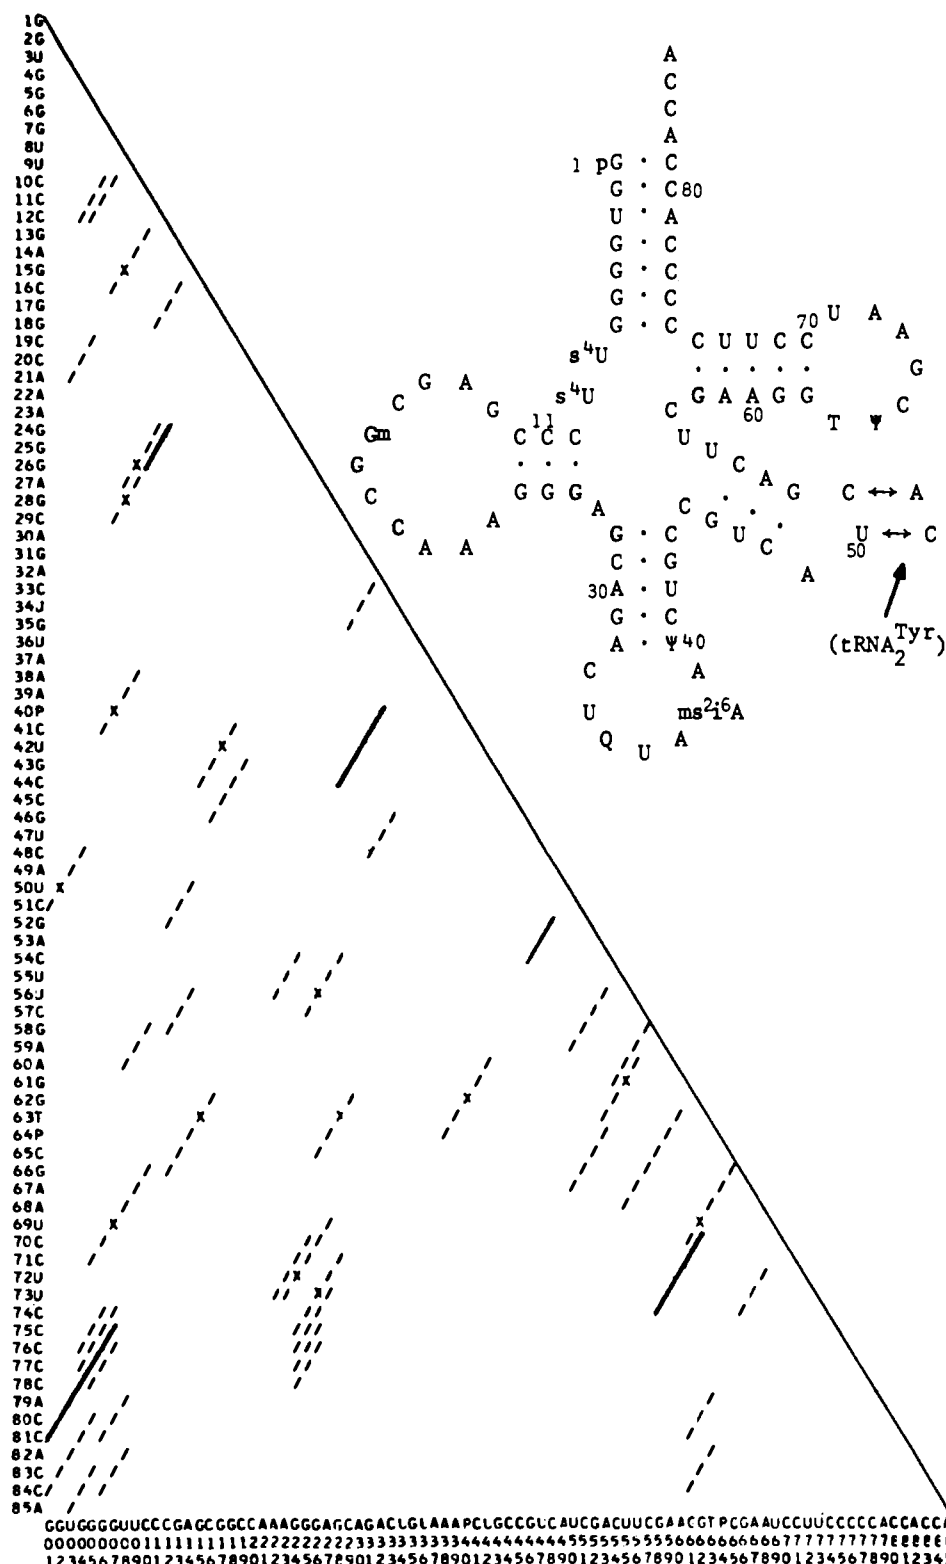 1G
2G
3U
4G
5G
6G
7G
8U
9U
10C
11C
12C
13G
14A
15G
16C
17G
18G
19C
20C
21A
22A
23A
24G
25G
26G
27A
28G
29C
30A
31G
32A
33C
34J
35G
36U
37A
38A
39A
40P
41C
42U
43G
44C
45C
46G
47U
48C
49A
50U
51C
52G
53A
54C
55U
56U
57C
58G
59A
60A
61G
62G
63T
64P
65C
66G
67A
68A
69U
70C
71C
72U
73U
74C
75C
76C
77C
78C
79A
80C
81C
82A
83C
84C
85A
A
C
C
A
1 pG · C
G · C80
U · A
G · C
G · C
G · C
G · C
s⁴U
s⁴U
C U U C C 70 U A A G C
G A A G G T Ψ
60
G A G C Gm G C C A A A
11
C C C
G G G A
C U U C A G
C G U C A
C ↔ A
U ↔ C
50
(tRNA₂Tyr)
G · C
C · G
30A · U
G · C
A · Ψ40
C A
U ms²i⁶A
Q U A
GGUGGGGUUCCCGAGCGGCCAAAGGGAGCAGACUGUAAAPCUGCCGUCAUCGACUUCGAACGTPCGAAUCCUUCCCCCACCACCA